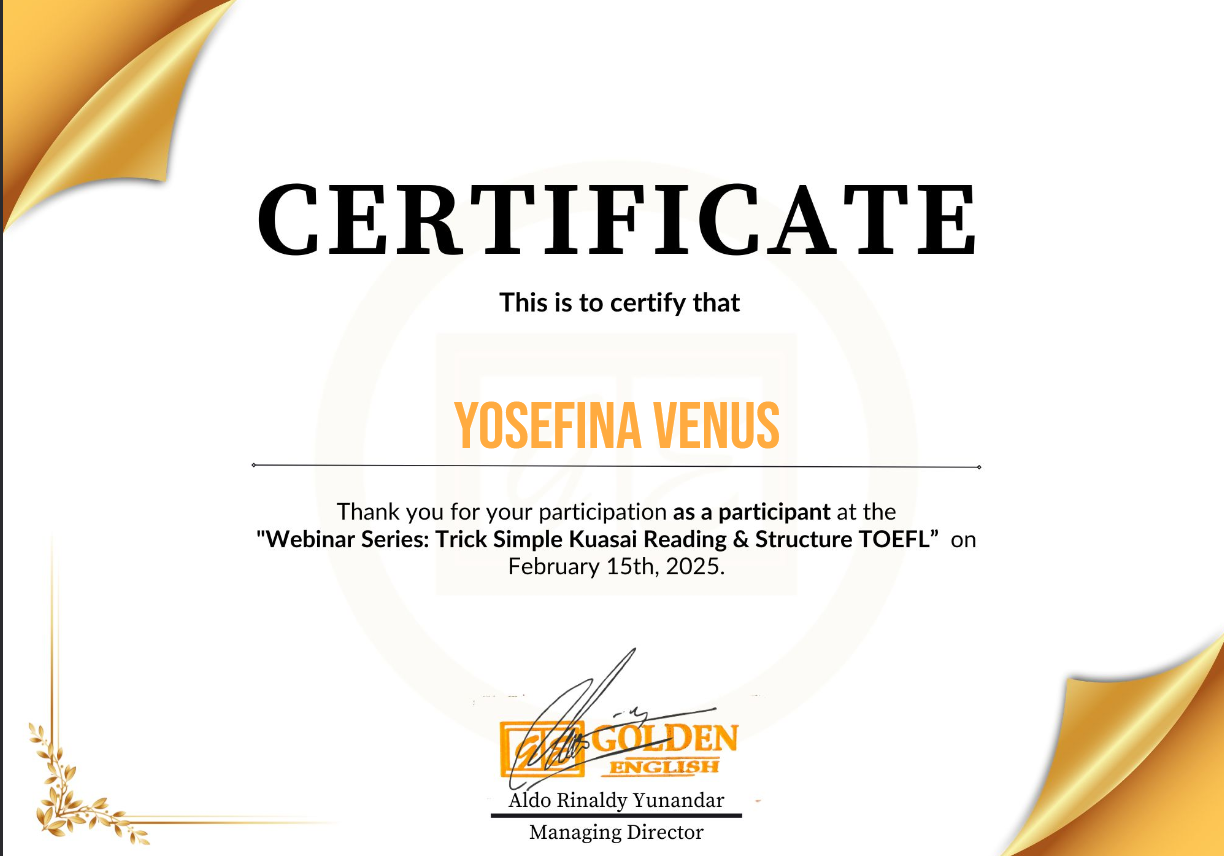 CERTIFICATE
This is to certify that
YOSEFINA VENUS
Thank you for your participation as a participant at the
"Webinar Series: Trick Simple Kuasai Reading & Structure TOEFL” on
February 15th, 2025.
GOLDEN
ENGLISH
Aldo Rinaldy Yunandar
Managing Director